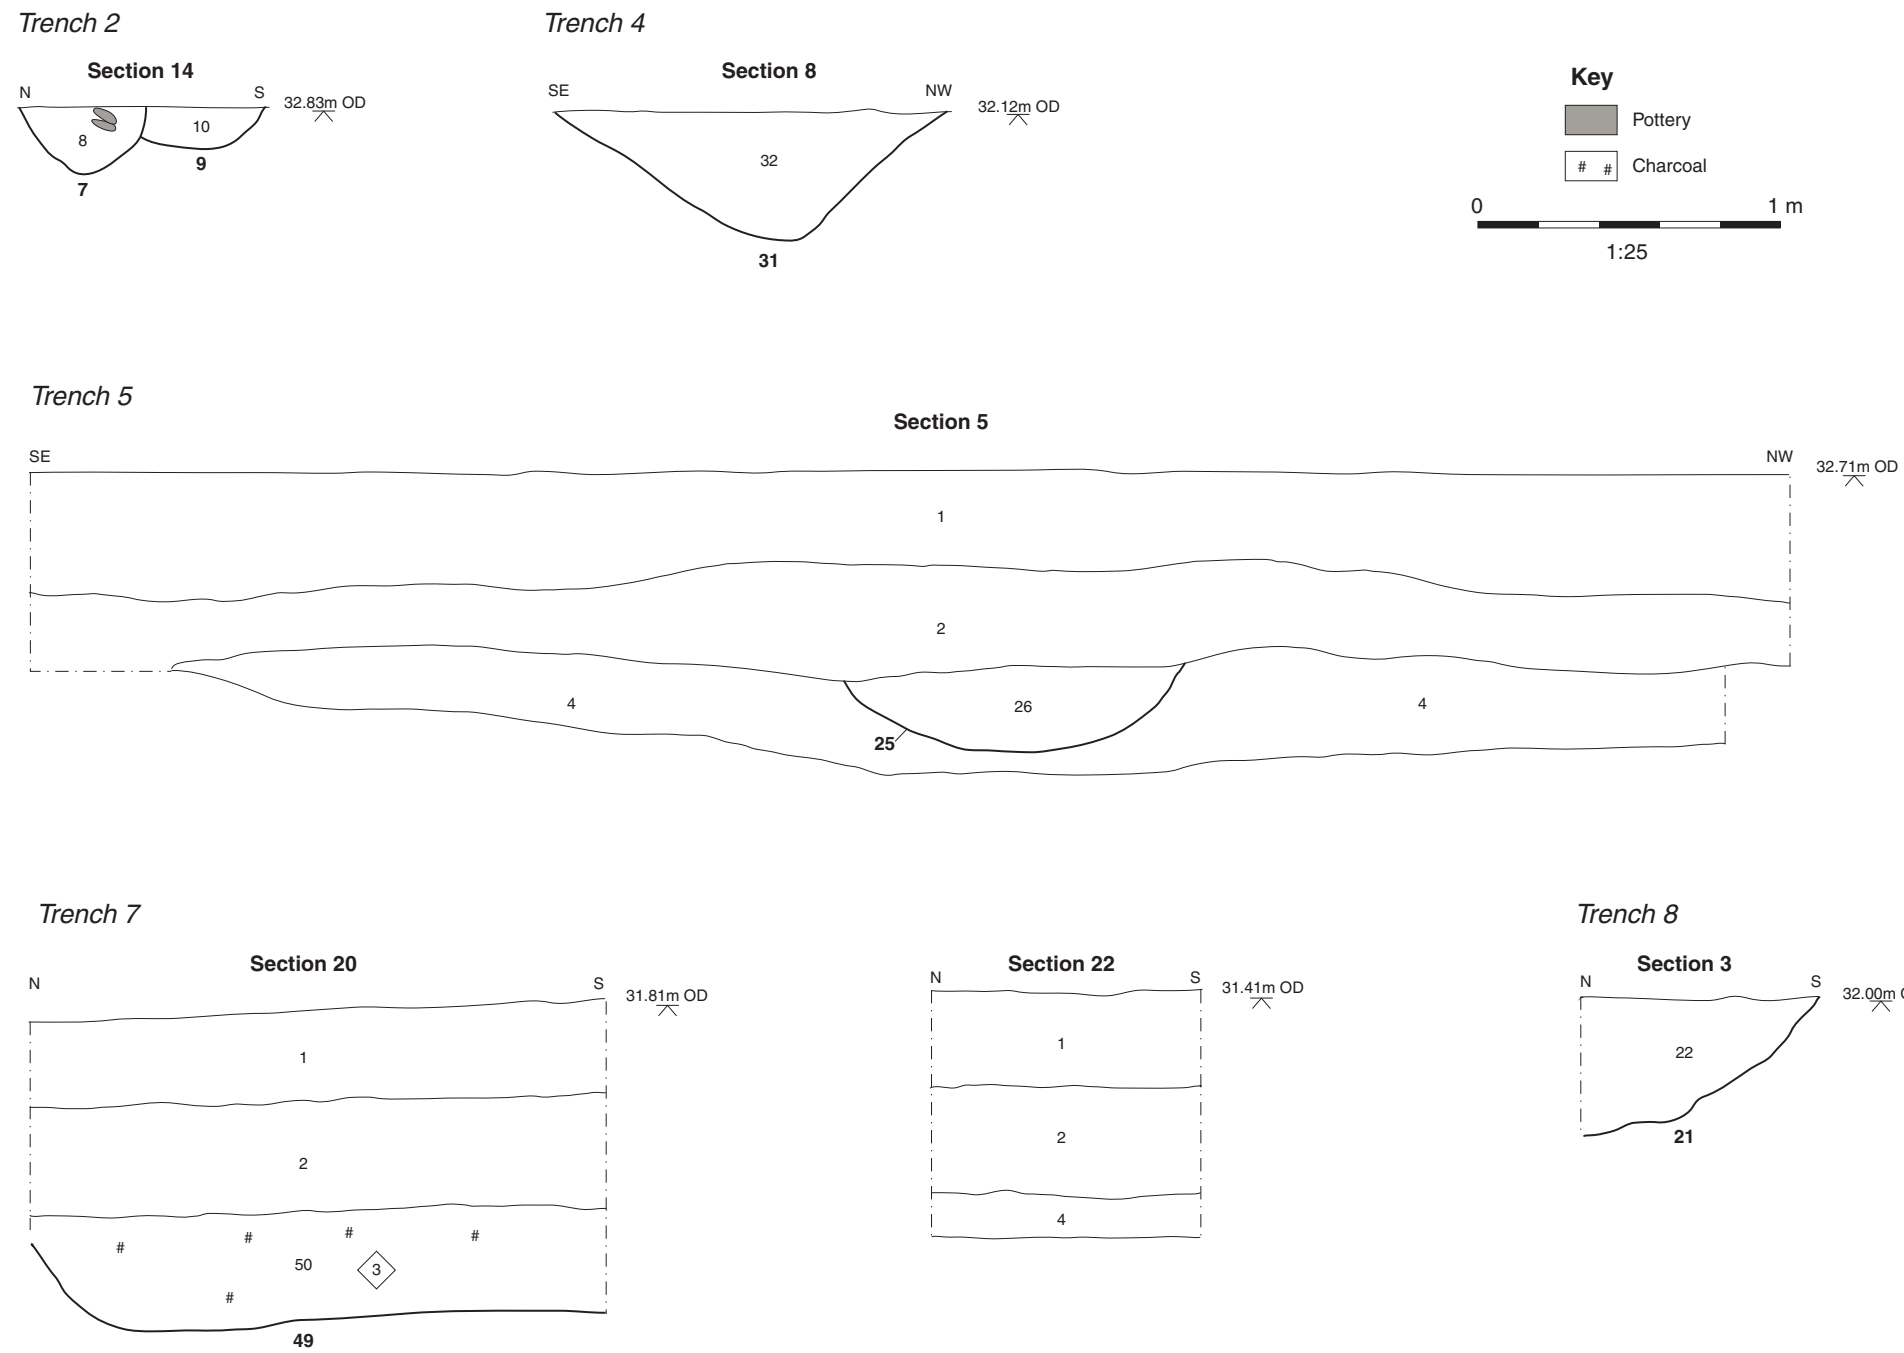 Trench 2
Section 14
N S
32.83m OD
8
10
7
9
Trench 4
Section 8
SE NW
32.12m OD
32
31
Key
Pottery
# # Charcoal
0 1 m
1:25
Trench 5
Section 5
SE NW
32.71m OD
1
2
4
26
4
25
Trench 7
Section 20
N S
31.81m OD
1
2
# # # #
50
3
#
49
Section 22
N S
31.41m OD
1
2
4
Trench 8
Section 3
N S
32.00m
22
21